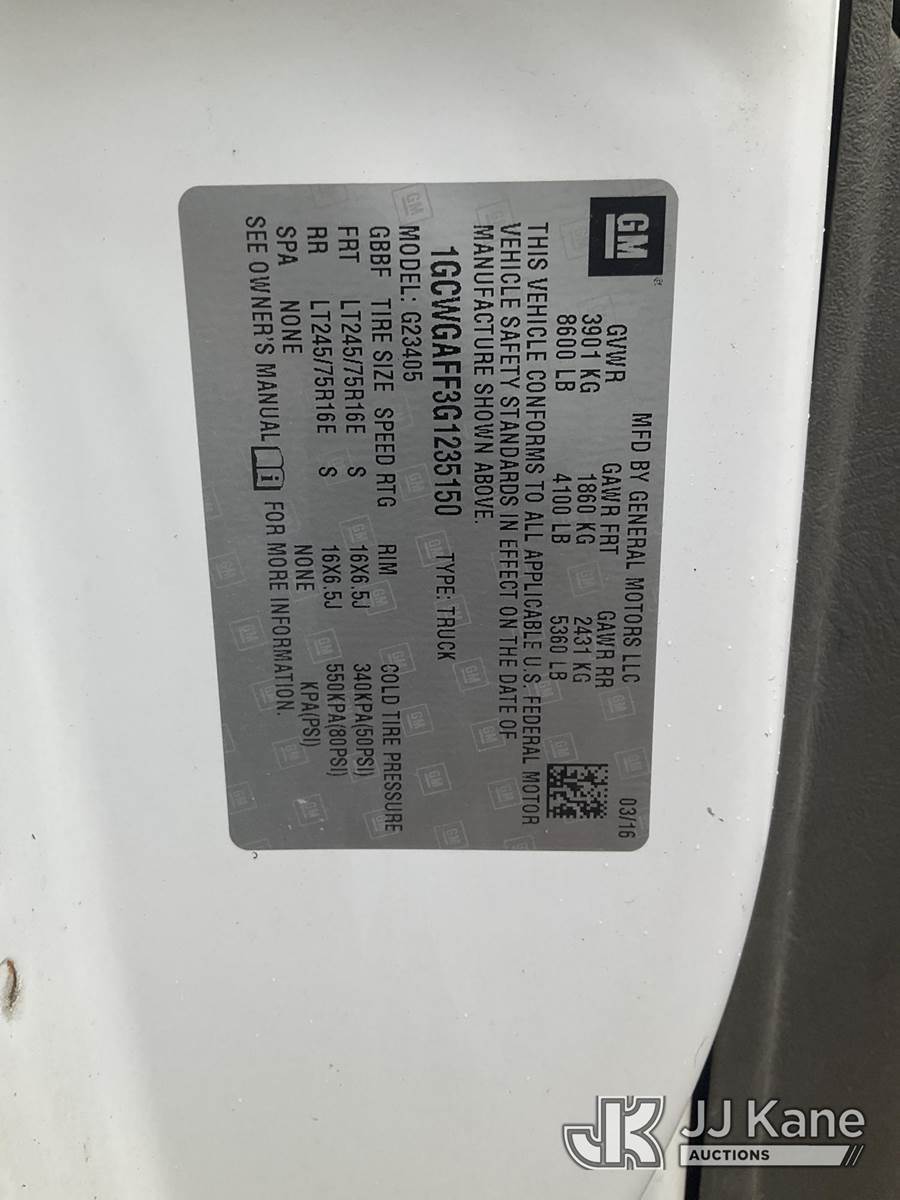 GM
MFD BY GENERAL MOTORS LLC 03/16
GVWR GAWR FRT GAWR RR
3901 KG 1860 KG 2431 KG
8600 LB 4100 LB 5360 LB
THIS VEHICLE CONFORMS TO ALL APPLICABLE U.S. FEDERAL MOTOR
VEHICLE SAFETY STANDARDS IN EFFECT ON THE DATE OF
MANUFACTURE SHOWN ABOVE.
1GCWGAFF3G1235150 TYPE: TRUCK
MODEL: G23405
GBBF TIRE SIZE SPEED RTG RIM COLD TIRE PRESSURE
FRT LT245/75R16E S 16X6.5J 340KPA(50PSI)
RR LT245/75R16E S 16X6.5J 550KPA(80PSI)
SPA NONE NONE KPA(PSI)
SEE OWNER'S MANUAL i FOR MORE INFORMATION.
JK JJ Kane
AUCTIONS